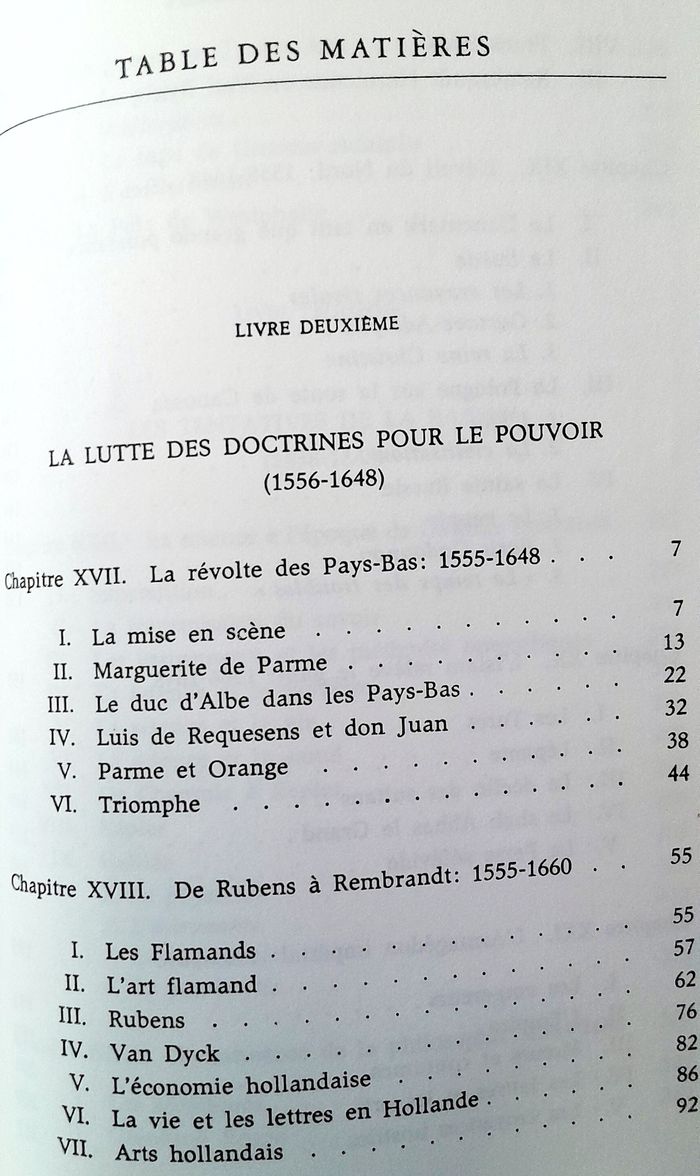 TABLE DES MATIÈRES
LIVRE DEUXIÈME
LA LUTTE DES DOCTRINES POUR LE POUVOIR
(1556-1648)
Chapitre XVII. La révolte des Pays-Bas: 1555-1648 . . . 7
I. La mise en scène . . . . . . . . . . 7
II. Marguerite de Parme . . . . . . . . . 13
III. Le duc d'Albe dans les Pays-Bas . . . . . 22
IV. Luis de Requesens et don Juan . . . . . 32
V. Parme et Orange . . . . . . . . . . 38
VI. Triomphe . . . . . . . . . . . . 44
Chapitre XVIII. De Rubens à Rembrandt: 1555-1660 . . 55
I. Les Flamands . . . . . . . . . . . 55
II. L'art flamand . . . . . . . . . . . 57
III. Rubens . . . . . . . . . . . . . 62
IV. Van Dyck . . . . . . . . . . . . 76
V. L'économie hollandaise . . . . . . . . 82
VI. La vie et les lettres en Hollande . . . . . 86
VII. Arts hollandais . . . . . . . . . . 92